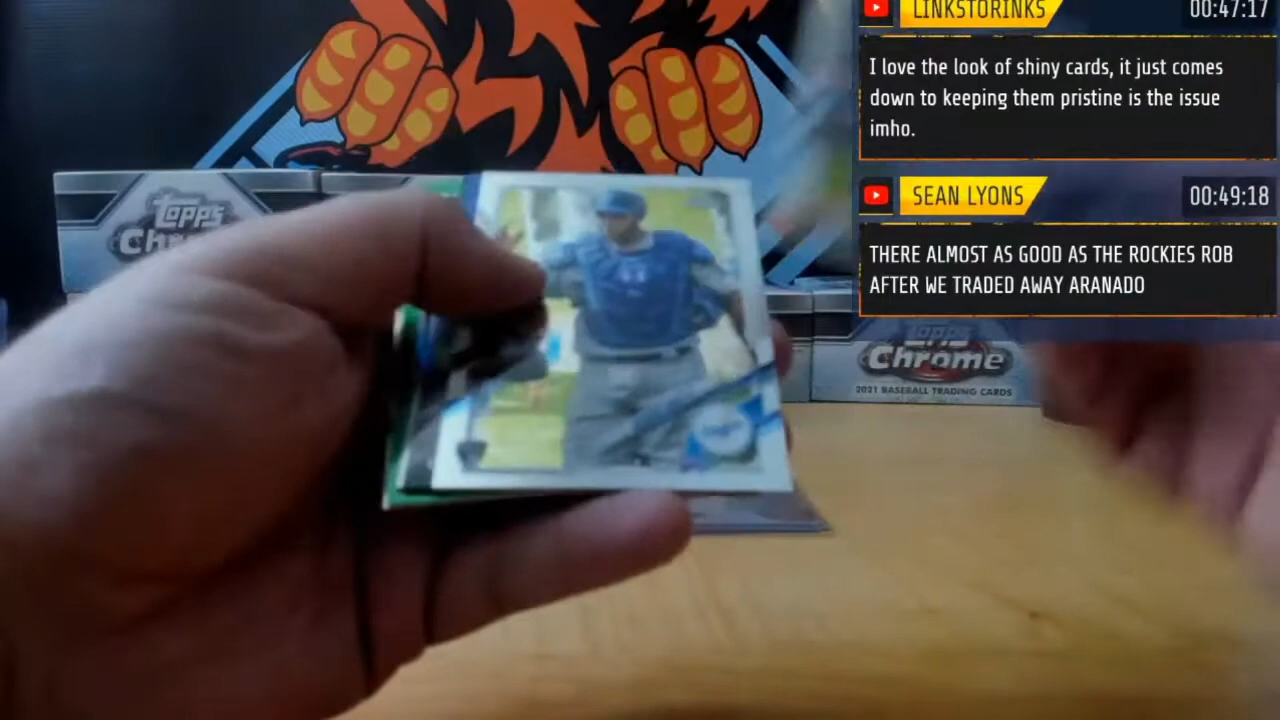 LINKSTORINKS 00:47:17
I love the look of shiny cards, it just comes
down to keeping them pristine is the issue
imho.
SEAN LYONS 00:49:18
THERE ALMOST AS GOOD AS THE ROCKIES ROB
AFTER WE TRADED AWAY ARANADO
Topps
Chrome
2021 BASEBALL TRADING CARDS
Topps